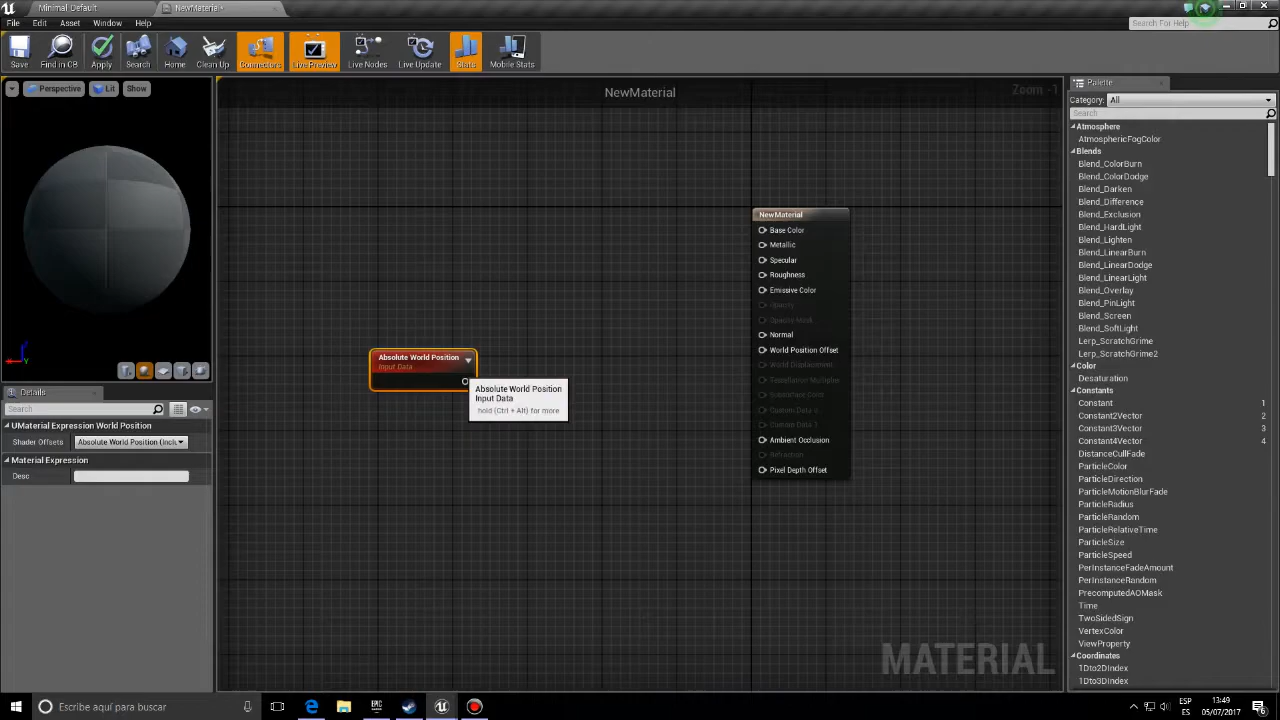 Minimal_Default
NewMaterial*
File
Edit
Asset
Window
Help
Search For Help
Save
Find in CB
Apply
Search
Home
Clean Up
Connectors
Live Preview
Live Nodes
Live Update
Stats
Mobile Stats
Perspective
Lit
Show
NewMaterial
Zoom -1
NewMaterial
Base Color
Metallic
Specular
Roughness
Emissive Color
Opacity
Opacity Mask
Normal
World Position Offset
World Displacement
Tessellation Multiplier
Subsurface Color
Custom Data 0
Custom Data 1
Ambient Occlusion
Refraction
Pixel Depth Offset
Absolute World Position
Input Data
Absolute World Position
Input Data
hold (Ctrl + Alt) for more
MATERIAL
Y
Details
Search
UMaterial Expression World Position
Shader Offsets
Absolute World Position (Inclu
Material Expression
Desc
Palette
Category:
All
Search
Atmosphere
AtmosphericFogColor
Blends
Blend_ColorBurn
Blend_ColorDodge
Blend_Darken
Blend_Difference
Blend_Exclusion
Blend_HardLight
Blend_Lighten
Blend_LinearBurn
Blend_LinearDodge
Blend_LinearLight
Blend_Overlay
Blend_PinLight
Blend_Screen
Blend_SoftLight
Lerp_ScratchGrime
Lerp_ScratchGrime2
Color
Desaturation
Constants
Constant 1
Constant2Vector 2
Constant3Vector 3
Constant4Vector 4
DistanceCullFade
ParticleColor
ParticleDirection
ParticleMotionBlurFade
ParticleRadius
ParticleRandom
ParticleRelativeTime
ParticleSize
ParticleSpeed
PerInstanceFadeAmount
PerInstanceRandom
PrecomputedAOMask
Time
TwoSidedSign
VertexColor
ViewProperty
Coordinates
1Dto2DIndex
1Dto3DIndex
Escribe aquí para buscar
EPIC
ESP
ES
13:49
05/07/2017